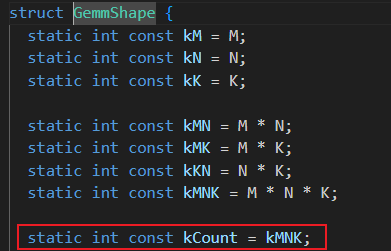 struct GemmShape {
static int const kM = M;
static int const kN = N;
static int const kK = K;
static int const kMN = M * N;
static int const kMK = M * K;
static int const kKN = N * K;
static int const kMNK = M * N * K;
static int const kCount = kMNK;